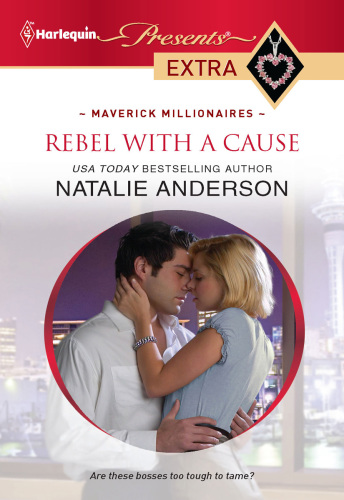 Harlequin Presents®
EXTRA
~ MAVERICK MILLIONAIRES ~
REBEL WITH A CAUSE
USA TODAY BESTSELLING AUTHOR
NATALIE ANDERSON
Are these bosses too tough to tame?